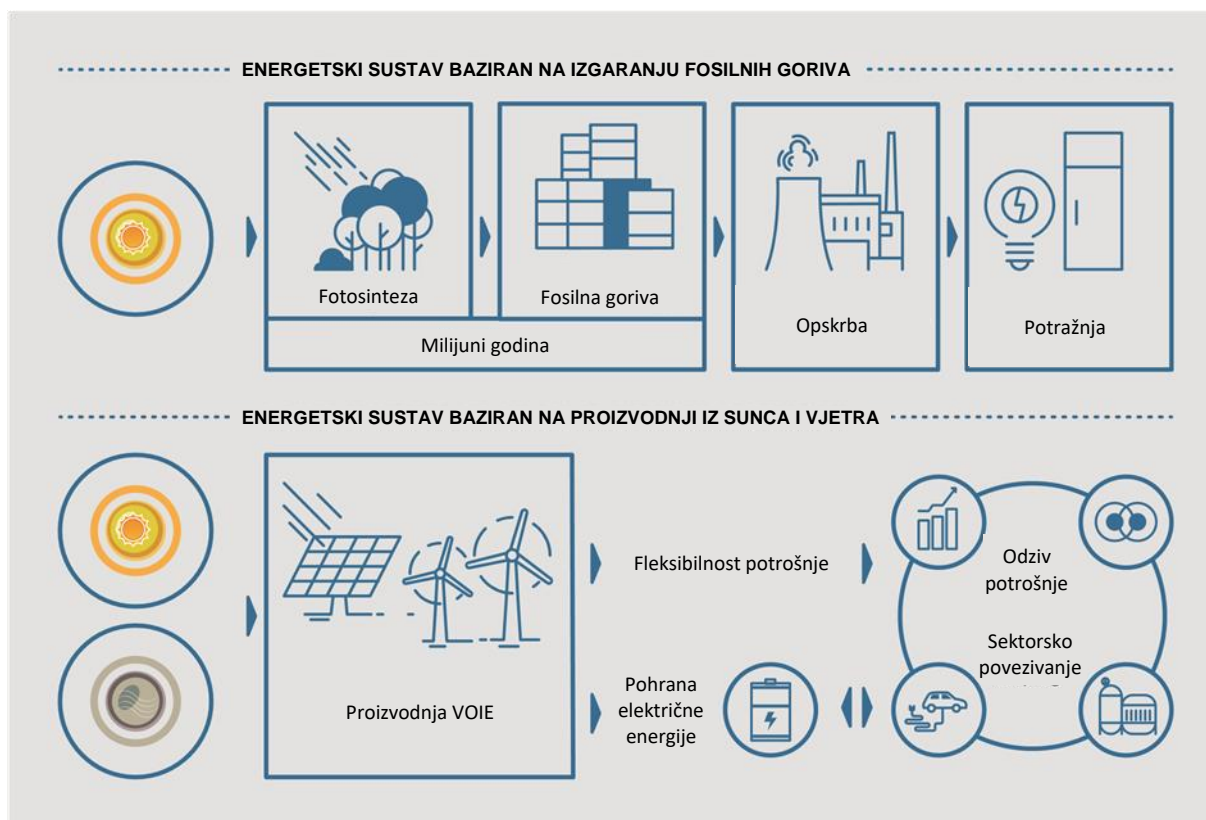 ENERGETSKI SUSTAV BAZIRAN NA IZGARANJU FOSILNIH GORIVA
Fotosinteza
Fosilna goriva
Milijuni godina
Opskrba
Potražnja
ENERGETSKI SUSTAV BAZIRAN NA PROIZVODNJI IZ SUNCA I VJETRA
Proizvodnja VOIE
Fleksibilnost potrošnje
Pohrana
električne
energije
Odziv
potrošnje
Sektorsko
povezivanje